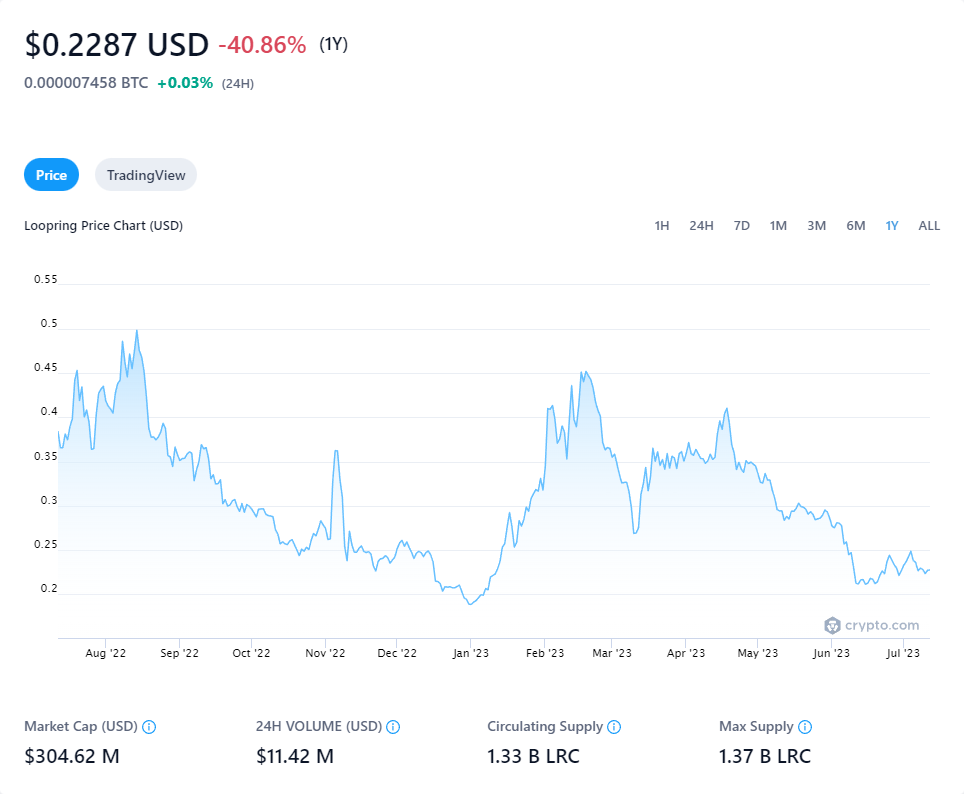 $0.2287 USD -40.86% (1Y)
0.000007458 BTC +0.03% (24H)
Price TradingView
Loopring Price Chart (USD) 1H 24H 7D 1M 3M 6M 1Y ALL
0.55
0.5
0.45
0.4
0.35
0.3
0.25
0.2
crypto.com
Aug '22 Sep '22 Oct '22 Nov '22 Dec '22 Jan '23 Feb '23 Mar '23 Apr '23 May '23 Jun '23 Jul '23
Market Cap (USD) 24H VOLUME (USD) Circulating Supply Max Supply
$304.62 M $11.42 M 1.33 B LRC 1.37 B LRC